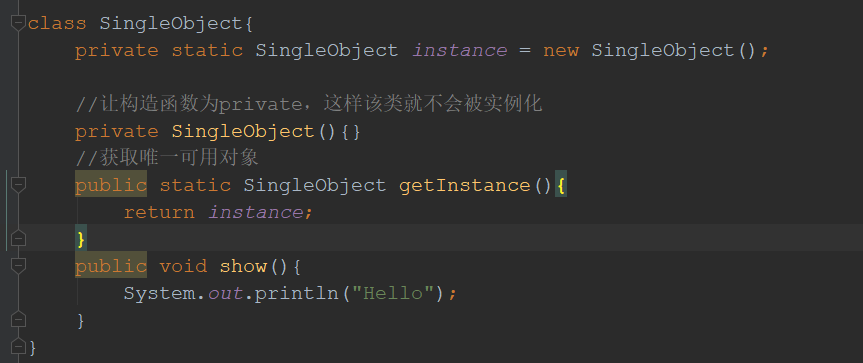 class SingleObject{
    private static SingleObject instance = new SingleObject();
    //让构造函数为private，这样该类就不会被实例化
    private SingleObject(){}
    //获取唯一可用对象
    public static SingleObject getInstance(){
        return instance;
    }
    public void show(){
        System.out.println("Hello");
    }
}